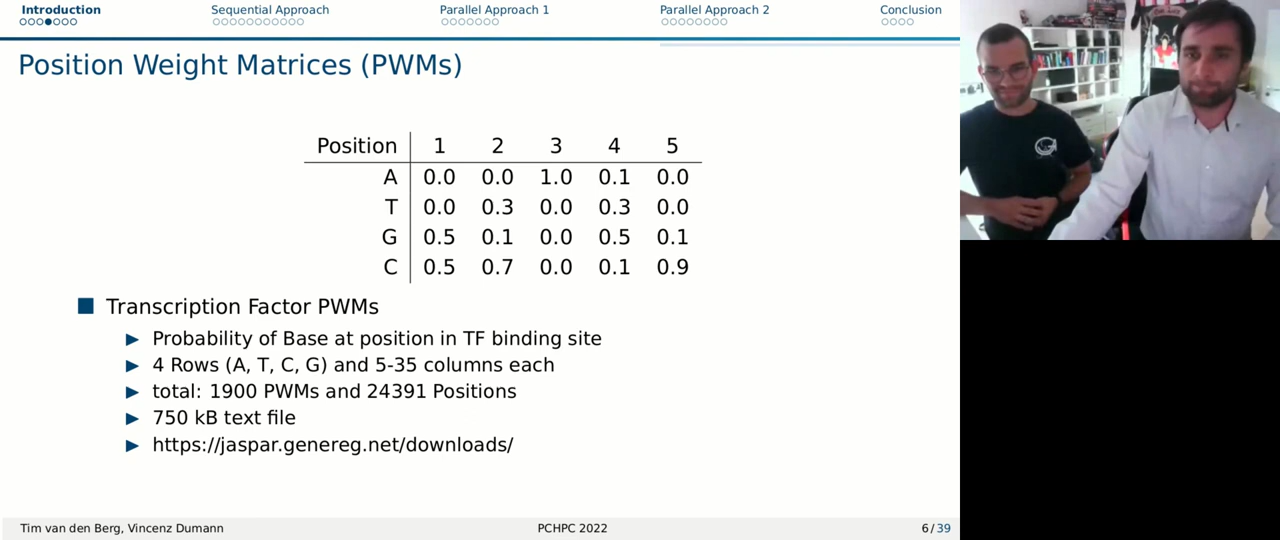 Introduction Sequential Approach Parallel Approach 1 Parallel Approach 2 Conclusion
Position Weight Matrices (PWMs)
Position 1 2 3 4 5
A 0.0 0.0 1.0 0.1 0.0
T 0.0 0.3 0.0 0.3 0.0
G 0.5 0.1 0.0 0.5 0.1
C 0.5 0.7 0.0 0.1 0.9
Transcription Factor PWMs
Probability of Base at position in TF binding site
4 Rows (A, T, C, G) and 5-35 columns each
total: 1900 PWMs and 24391 Positions
750 kB text file
https://jaspar.genereg.net/downloads/
Tim van den Berg, Vincenz Dumann PCHPC 2022 6/39